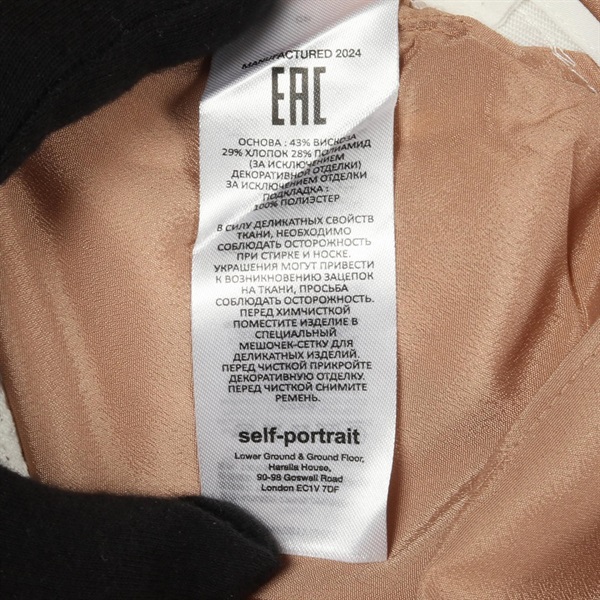 MANUFACTURED 2024
EAC
ОСНОВА : 43% ВИСКОЗА
29% ХЛОПОК 28% ПОЛИАМИД
(ЗА ИСКЛЮЧЕНИЕМ
ДЕКОРАТИВНОЙ ОТДЕЛКИ)
ЗА ИСКЛЮЧЕНИЕМ ОТДЕЛКИ
ПОДКЛАДКА :
100% ПОЛИЭСТЕР
В СИЛУ ДЕЛИКАТНЫХ СВОЙСТВ
ТКАНИ, НЕОБХОДИМО
СОБЛЮДАТЬ ОСТОРОЖНОСТЬ
ПРИ СТИРКЕ И НОСКЕ.
УКРАШЕНИЯ МОГУТ ПРИВЕСТИ
К ВОЗНИКНОВЕНИЮ ЗАЦЕПОК
НА ТКАНИ, ПРОСЬБА
СОБЛЮДАТЬ ОСТОРОЖНОСТЬ.
ПЕРЕД ХИМЧИСТКОЙ
ПОМЕСТИТЕ ИЗДЕЛИЕ В
СПЕЦИАЛЬНЫЙ
МЕШОЧЕК-СЕТКУ ДЛЯ
ДЕЛИКАТНЫХ ИЗДЕЛИЙ.
ПЕРЕД ЧИСТКОЙ ПРИКРОЙТЕ
ДЕКОРАТИВНУЮ ОТДЕЛКУ.
ПЕРЕД ЧИСТКОЙ СНИМИТЕ
РЕМЕНЬ.
self-portrait
Lower Ground & Ground Floor,
Harella House,
90-98 Goswell Road
London EC1V 7DF